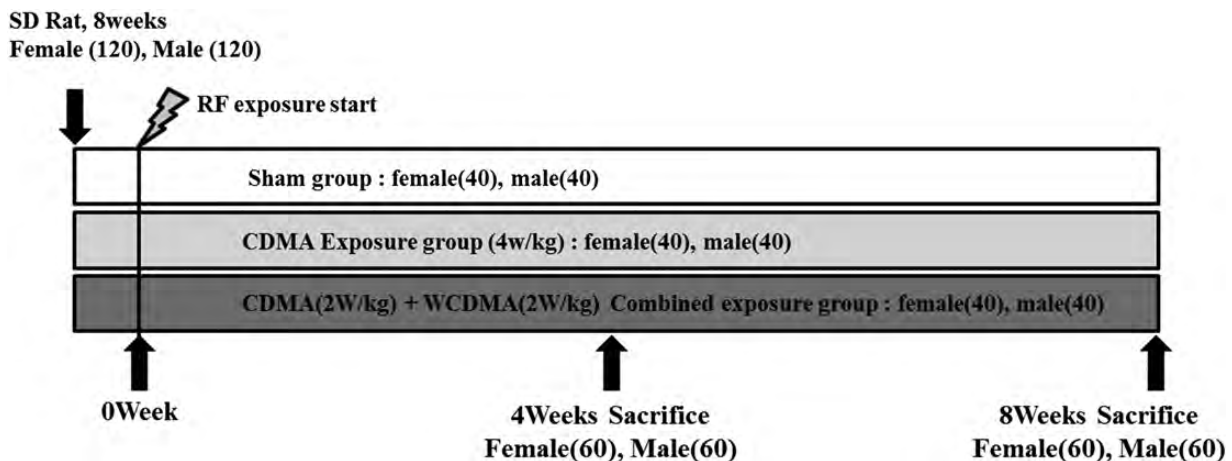 SD Rat, 8weeks
Female (120), Male (120)
RF exposure start
Sham group : female(40), male(40)
CDMA Exposure group (4w/kg) : female(40), male(40)
CDMA(2W/kg) + WCDMA(2W/kg) Combined exposure group : female(40), male(40)
0Week
4Weeks Sacrifice
Female(60), Male(60)
8Weeks Sacrifice
Female(60), Male(60)